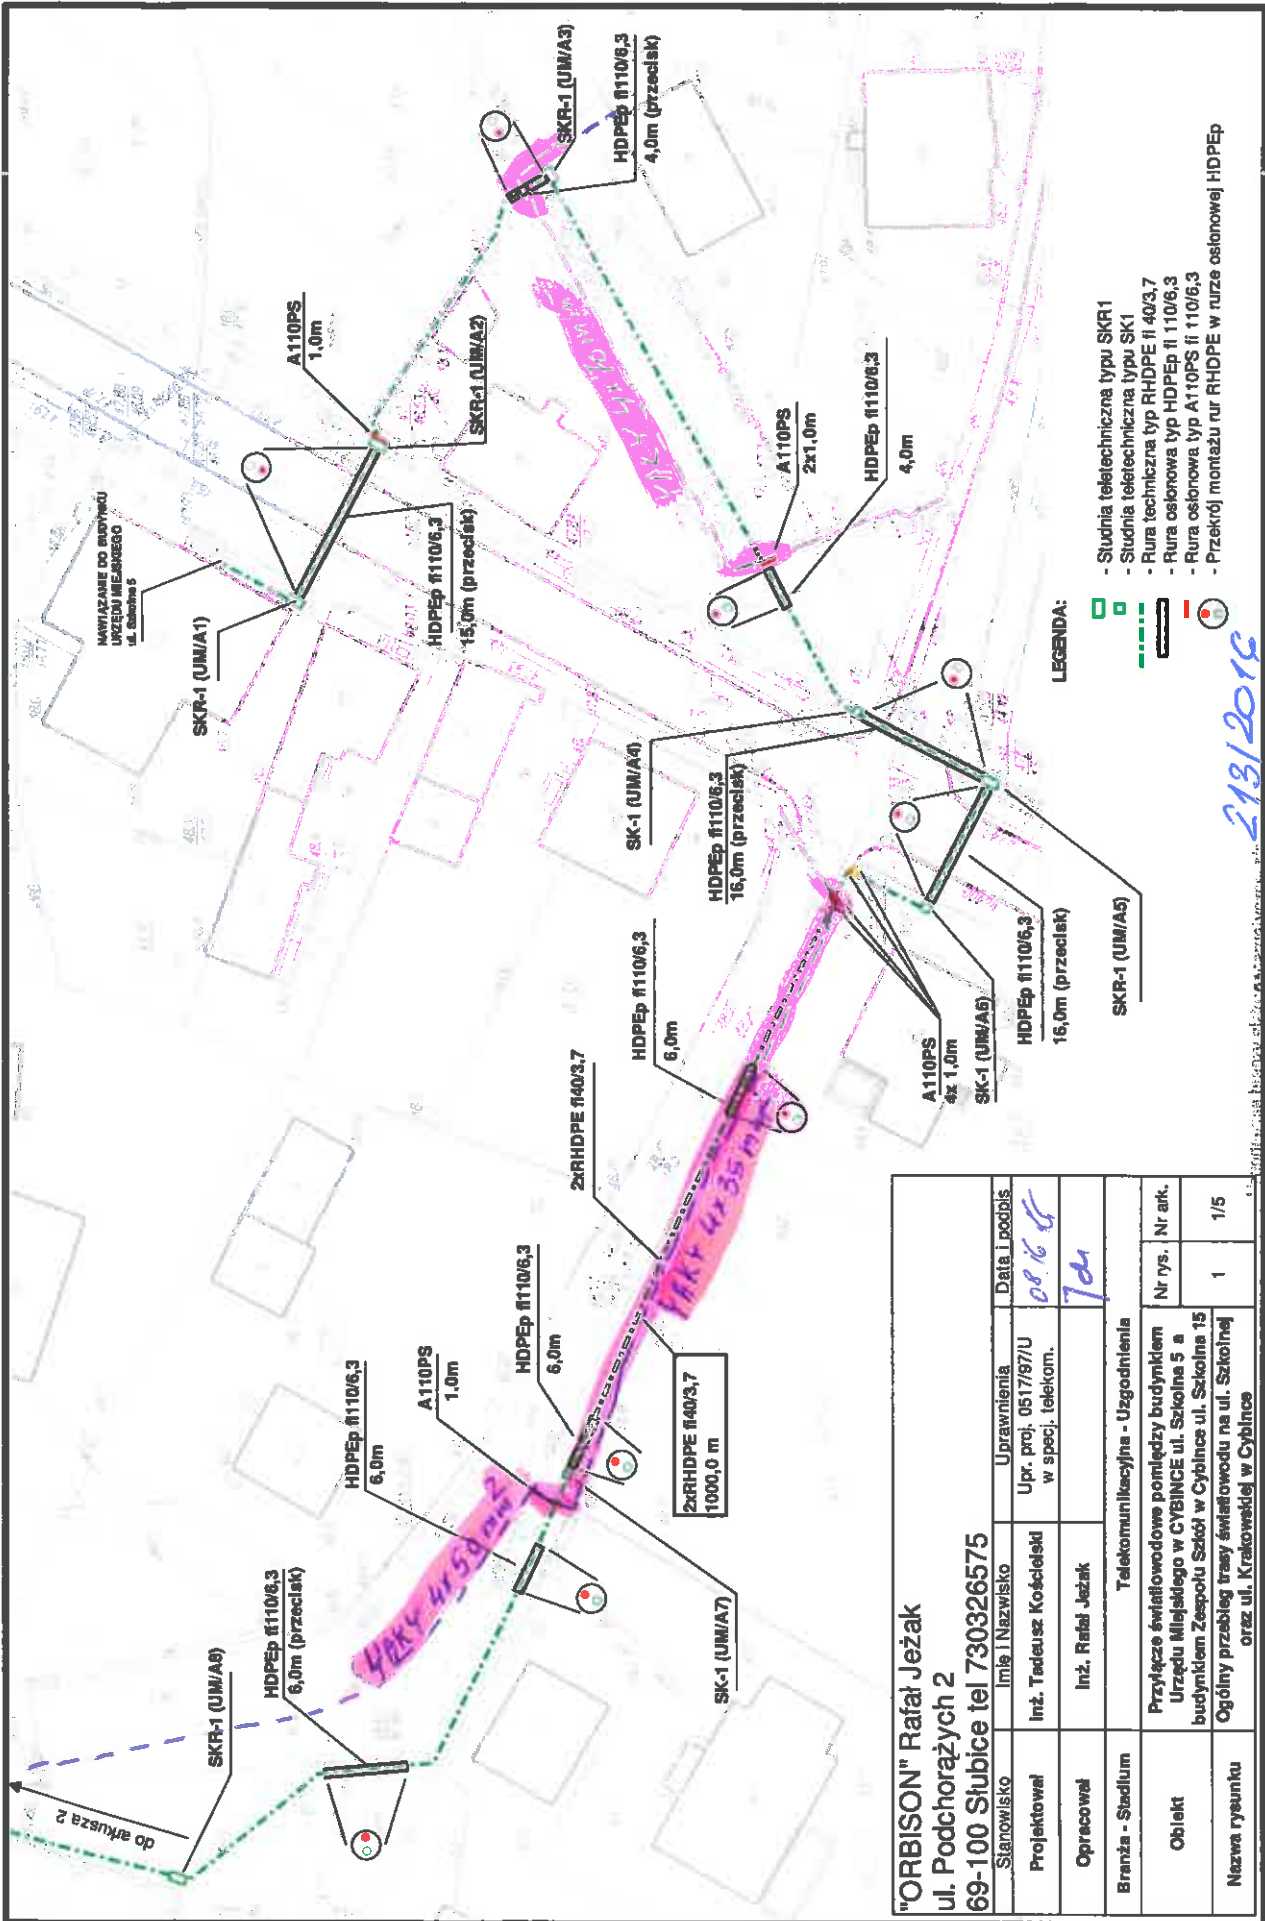 NAWIĄZANIE DO BUDYNKU
URZĘDU MIEJSKIEGO
ul. Szkolna 5
SKR-1 (UM/A1)
A110PS
1,0m
SKR-1 (UM/A2)
HDPEp fi110/6,3
15,0m (przecisk)
SKR-1 (UM/A3)
HDPEp fi110/6,3
4,0m (przecisk)
A110PS
2x1,0m
HDPEp fi110/6,3
4,0m
SK-1 (UM/A4)
HDPEp fi110/6,3
16,0m (przecisk)
SKR-1 (UM/A5)
HDPEp fi110/6,3
16,0m (przecisk)
SK-1 (UM/A6)
A110PS
4x 1,0m
HDPEp fi110/6,3
6,0m
2xRHDPE fi40/3,7
YAKY 4x35 mm
HDPEp fi110/6,3
6,0m
2xRHDPE fi40/3,7
1000,0 m
A110PS
1,0m
SK-1 (UM/A7)
HDPEp fi110/6,3
6,0m
YAKY 4x50 mm2
HDPEp fi110/6,3
6,0m (przecisk)
SKR-1 (UM/A8)
do arkusza 2
LEGENDA:
- Studnia teletechniczna typu SKR1
- Studnia teletechniczna typu SK1
- Rura techniczna typ RHDPE fi 40/3,7
- Rura osłonowa typ HDPEp fi 110/6,3
- Rura osłonowa typ A110PS fi 110/6,3
- Przekrój montażu rur RHDPE w rurze osłonowej HDPEp
213/2016
"ORBISON" Rafał Jeżak
ul. Podchorążych 2
69-100 Słubice tel 730326575
Stanowisko Imię i Nazwisko Uprawnienia Data i podpis
Projektował inż. Tadeusz Kościelski Upr. proj. 0517/97/U
w specj. telekom. 08.16
Opracował inż. Rafał Jeżak
Branża - Stadium Telekomunikacyjna - Uzgodnienia
Obiekt Przyłącze światłowodowe pomiędzy budynkiem
Urzędu Miejskiego w CYBINCE ul. Szkolna 5 a
budynkiem Zespołu Szkół w Cybince ul. Szkolna 15
Nr rys. Nr ark.
1 1/5
Nazwa rysunku Ogólny przebieg trasy światłowodu na ul. Szkolnej
oraz ul. Krakowskiej w Cybince